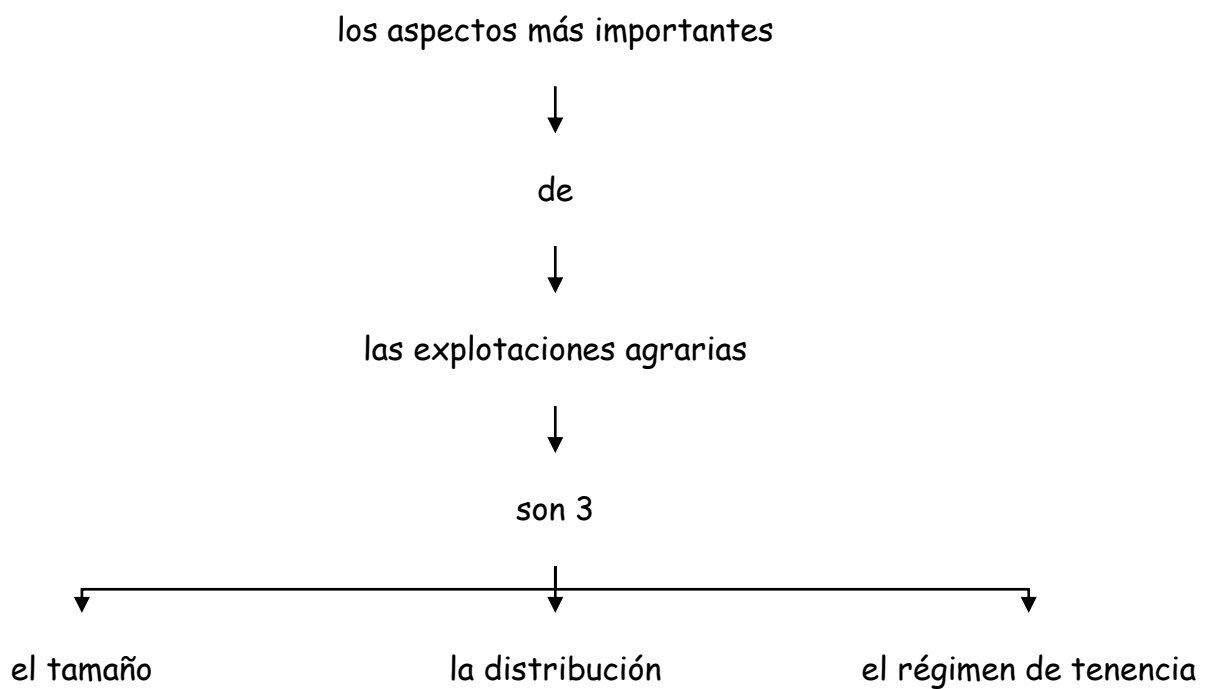 los aspectos más importantes
de
las explotaciones agrarias
son 3
el tamaño
la distribución
el régimen de tenencia